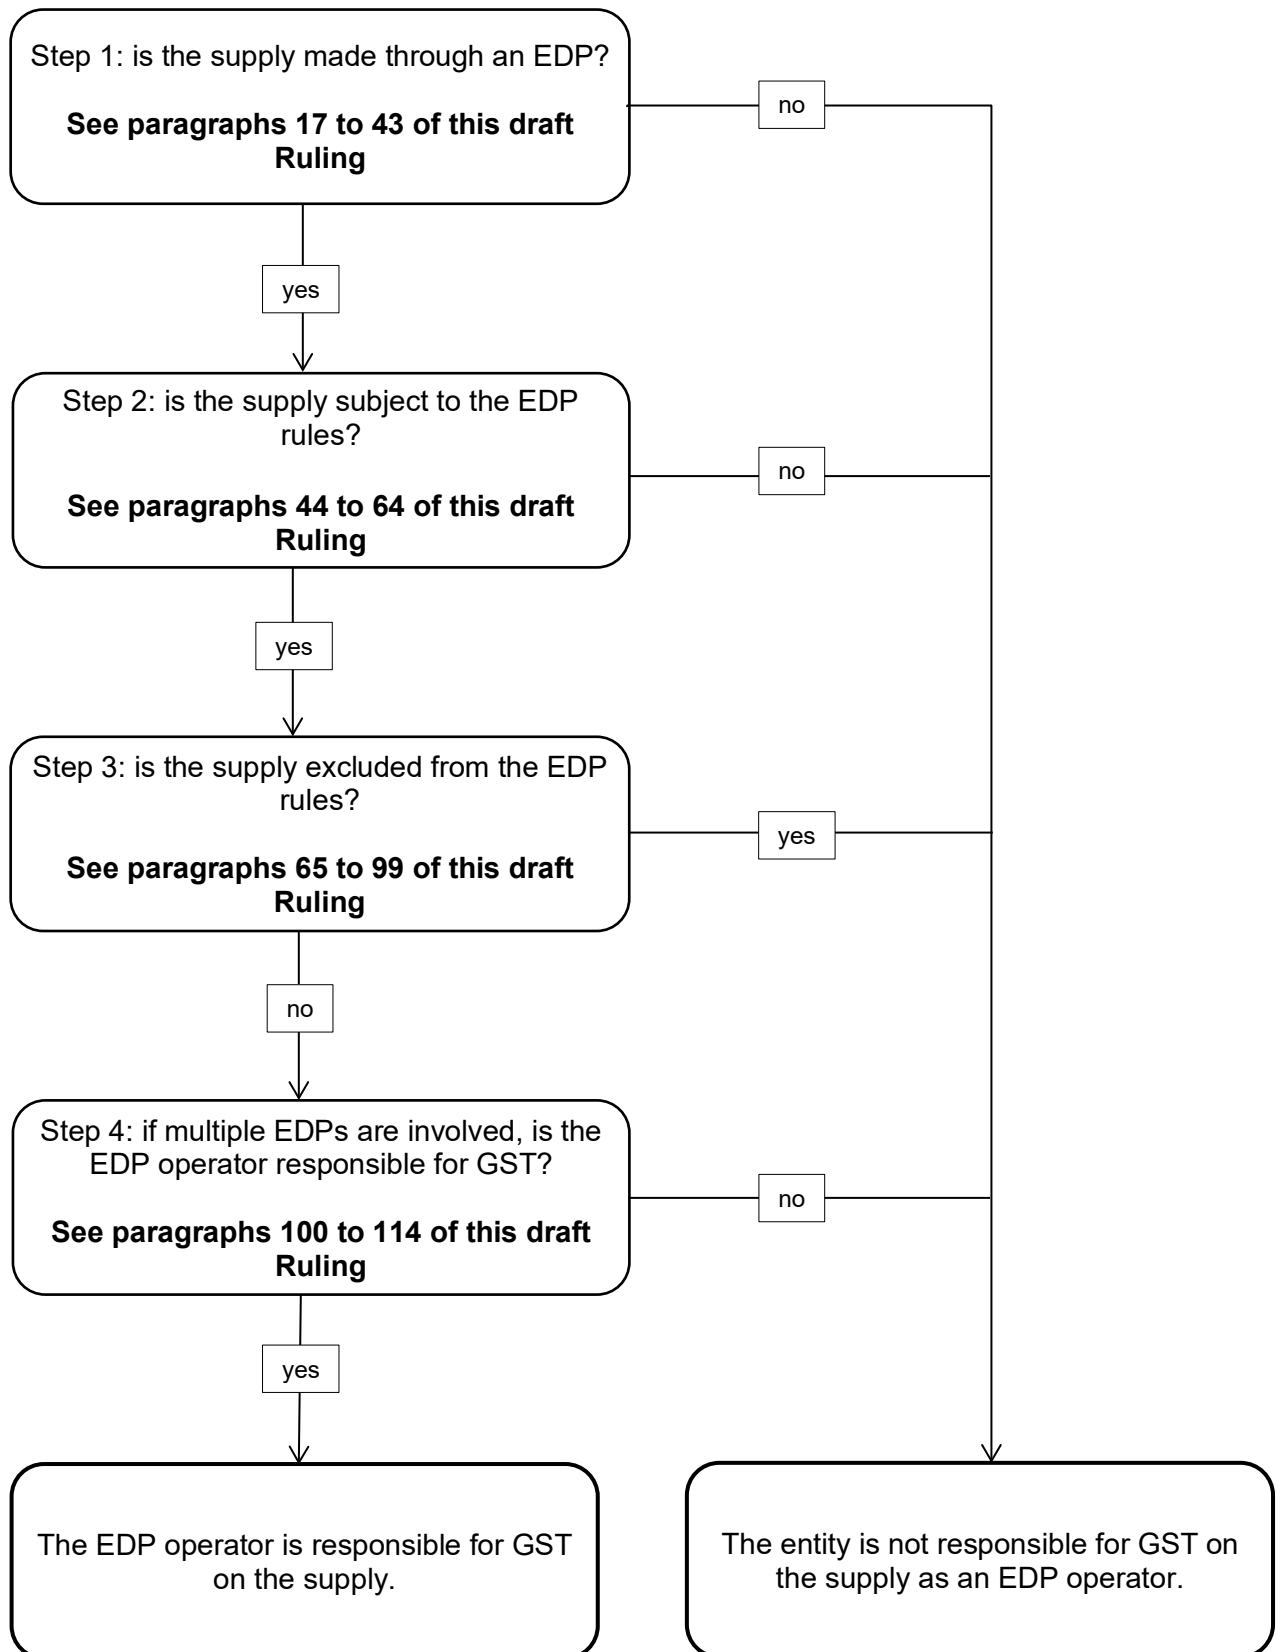 Step 1: is the supply made through an EDP?
See paragraphs 17 to 43 of this draft
Ruling
no
yes
Step 2: is the supply subject to the EDP
rules?
See paragraphs 44 to 64 of this draft
Ruling
no
yes
Step 3: is the supply excluded from the EDP
rules?
See paragraphs 65 to 99 of this draft
Ruling
yes
no
Step 4: if multiple EDPs are involved, is the
EDP operator responsible for GST?
See paragraphs 100 to 114 of this draft
Ruling
no
yes
The EDP operator is responsible for GST
on the supply.
The entity is not responsible for GST on
the supply as an EDP operator.